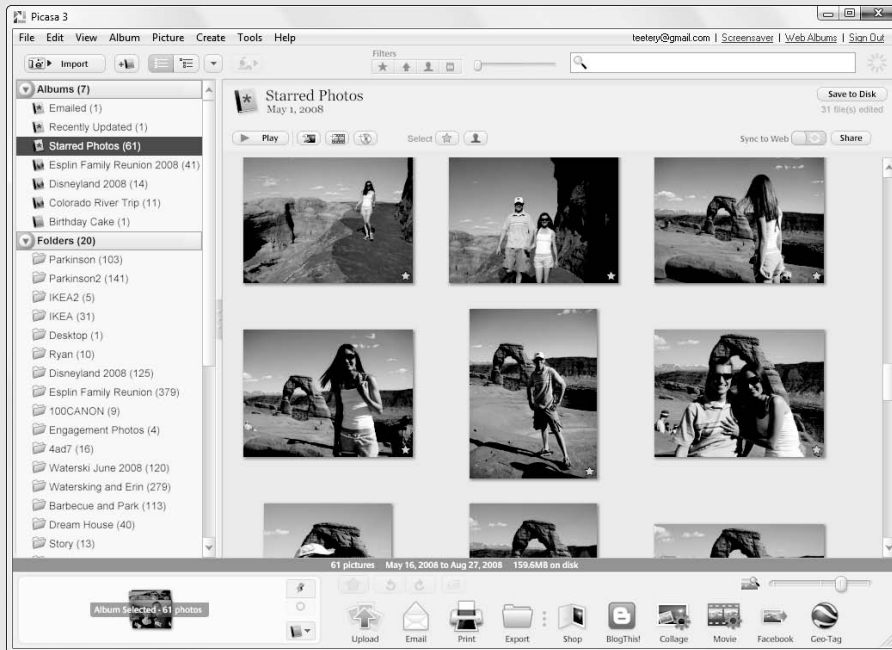 Picasa 3
File Edit View Album Picture Create Tools Help
teetery@gmail.com | Screensaver | Web Albums | Sign Out
Import
Filters
Albums (7)
Emailed (1)
Recently Updated (1)
Starred Photos (61)
Esplin Family Reunion 2008 (41)
Disneyland 2008 (14)
Colorado River Trip (11)
Birthday Cake (1)
Folders (20)
Parkinson (103)
Parkinson2 (141)
IKEA2 (5)
IKEA (31)
Desktop (1)
Ryan (10)
Disneyland 2008 (125)
Esplin Family Reunion (379)
100CANON (9)
Engagement Photos (4)
4ad7 (16)
Waterski June 2008 (120)
Watersking and Erin (279)
Barbecue and Park (113)
Dream House (40)
Story (13)
Starred Photos
May 1, 2008
Save to Disk
31 file(s) edited
Play
Select
Sync to Web
Share
61 pictures May 16, 2008 to Aug 27, 2008 159.6MB on disk
Album Selected - 61 photos
Upload Email Print Export Shop BlogThis! Collage Movie Facebook Geo-Tag